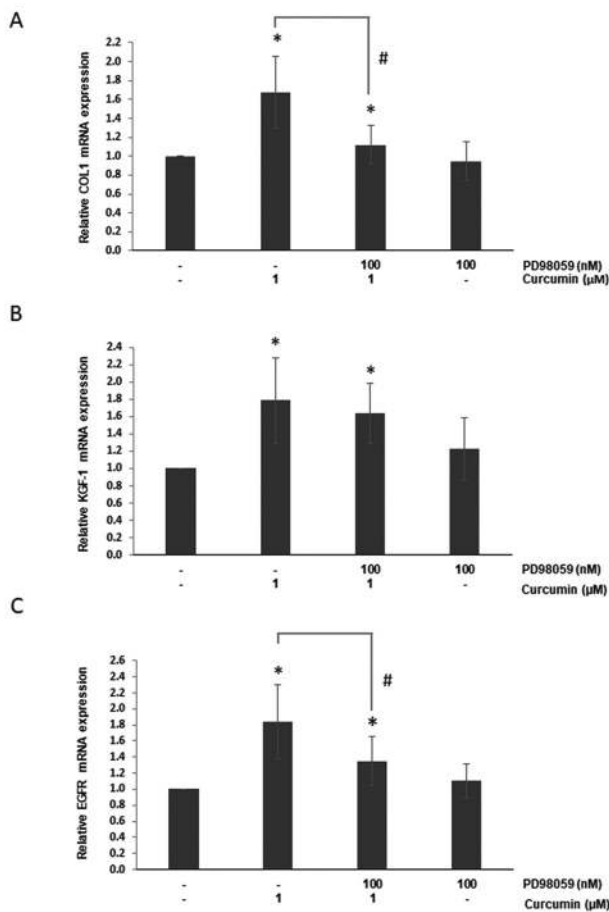 A
Relative COL1 mRNA expression
2.2
2.0
1.8
1.6
1.4
1.2
1.0
0.8
0.6
0.4
0.2
0.0
* * #
- - 100 100 PD98059 (nM)
- 1 1 - Curcumin (µM)
B
Relative KGF-1 mRNA expression
2.4
2.2
2.0
1.8
1.6
1.4
1.2
1.0
0.8
0.6
0.4
0.2
0.0
* *
- - 100 100 PD98059 (nM)
- 1 1 - Curcumin (µM)
C
Relative EGFR mRNA expression
2.6
2.4
2.2
2.0
1.8
1.6
1.4
1.2
1.0
0.8
0.6
0.4
0.2
0.0
* * #
- - 100 100 PD98059 (nM)
- 1 1 - Curcumin (µM)